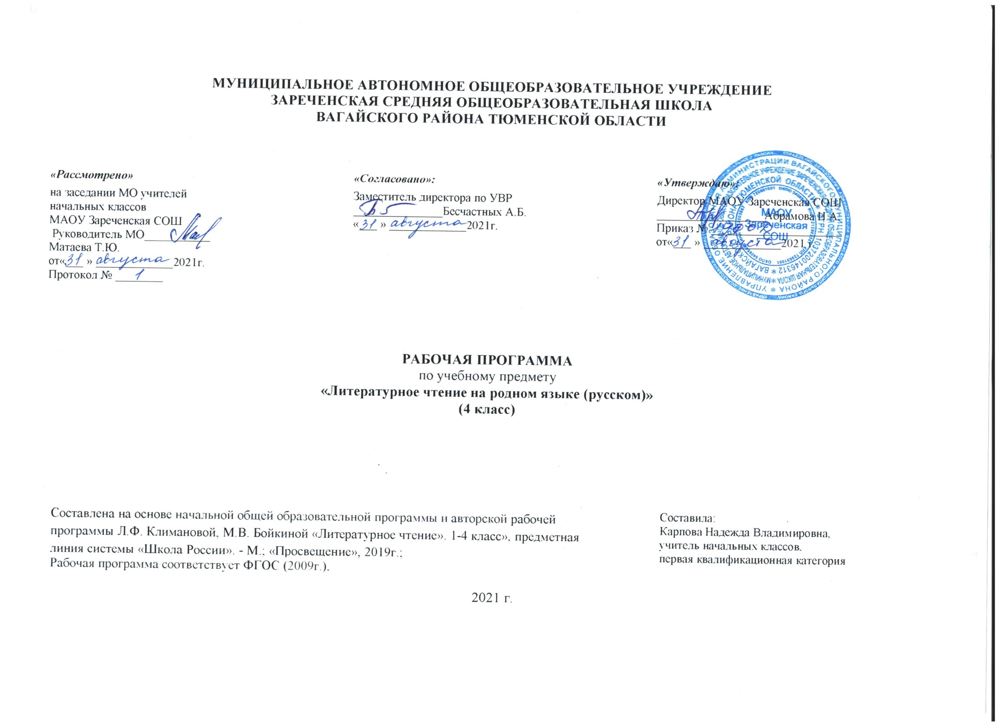 МУНИЦИПАЛЬНОЕ АВТОНОМНОЕ ОБЩЕОБРАЗОВАТЕЛЬНОЕ УЧРЕЖДЕНИЕ
ЗАРЕЧЕНСКАЯ СРЕДНЯЯ ОБЩЕОБРАЗОВАТЕЛЬНАЯ ШКОЛА
ВАГАЙСКОГО РАЙОНА ТЮМЕНСКОЙ ОБЛАСТИ
«Рассмотрено»
на заседании МО учителей
начальных классов
МАОУ Зареченская СОШ
Руководитель МО___________
Матаева Т.Ю.
от«31 » августа 2021г.
Протокол № 1
«Согласовано»:
Заместитель директора по УВР
_______________Бесчастных А.Б.
«31 » августа 2021г.
«Утверждаю»:
Директор МАОУ Зареченская СОШ
Абрамова Н.А.
Приказ №
от«31 » августа 2021 г
МАОУ
Зареченская
СОШ
РАБОЧАЯ ПРОГРАММА
по учебному предмету
«Литературное чтение на родном языке (русском)»
(4 класс)
Составлена на основе начальной общей образовательной программы и авторской рабочей
программы Л.Ф. Климановой, М.В. Бойкиной «Литературное чтение». 1-4 класс», предметная
линия системы «Школа России». - М.; «Просвещение», 2019г.;
Рабочая программа соответствует ФГОС (2009г.).
Составила:
Карпова Надежда Владимировна,
учитель начальных классов,
первая квалификационная категория
2021 г.